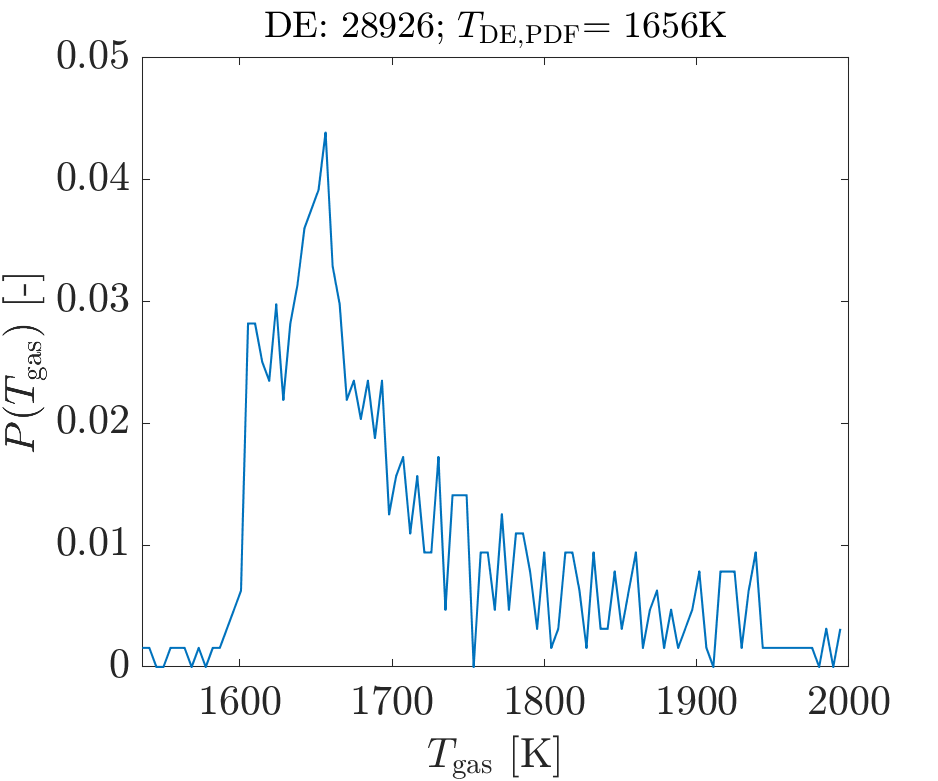 DE: 28926; T_DE,PDF= 1656K
0.05
0.04
0.03
0.02
0.01
0
P(T_gas) [-]
1600 1700 1800 1900 2000
T_gas [K]